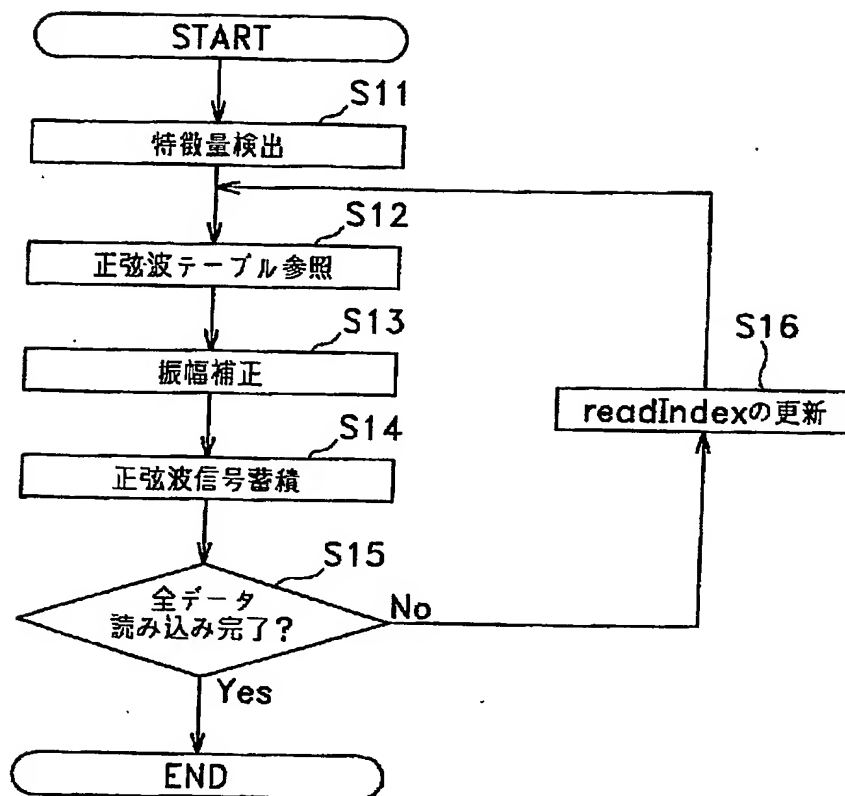 START
S11
特徴量検出
S12
正弦波テーブル参照
S13
振幅補正
S16
readIndexの更新
S14
正弦波信号蓄積
S15
全データ
読み込み完了？
No
Yes
END